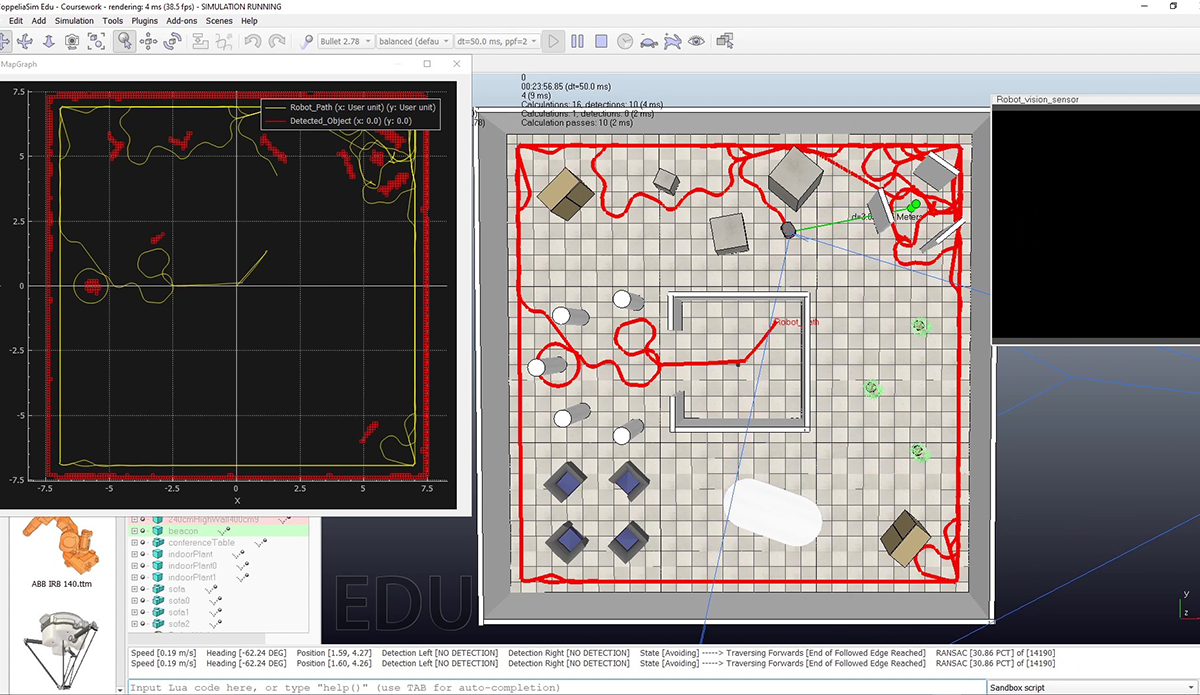 CoppeliaSim Edu - Coursework - rendering: 4 ms (38.5 fps) - SIMULATION RUNNING
Edit Add Simulation Tools Plugins Add-ons Scenes Help
Bullet 2.78 balanced (defau dt=50.0 ms, ppf=2
MapGraph
0
00:23:56.85 (dt=50.0 ms)
4 (9 ms)
Calculations: 16, detections: 10 (4 ms)
Calculations: 1, detections: 0 (2 ms)
Calculation passes: 10 (2 ms)
Robot_vision_sensor
7.5
Robot_Path (x: User unit) (y: User unit)
Detected_Object (x: 0.0) (y: 0.0)
5
2.5
0
-2.5
-5
-7.5
-7.5 -5 -2.5 0 2.5 5 7.5
X
Meters
Robot_Path
240cmHighWall400cm9
beacon
conferenceTable
indoorPlant
indoorPlant0
indoorPlant1
sofa
sofa0
sofa1
sofa2
ABB IRB 140.ttm
EDU
y
z
Speed [0.19 m/s] Heading [-62.24 DEG] Position [1.59, 4.27] Detection Left [NO DETECTION] Detection Right [NO DETECTION] State [Avoiding] -----> Traversing Forwards [End of Followed Edge Reached] RANSAC [30.86 PCT] of [14190]
Speed [0.19 m/s] Heading [-62.24 DEG] Position [1.60, 4.26] Detection Left [NO DETECTION] Detection Right [NO DETECTION] State [Avoiding] -----> Traversing Forwards [End of Followed Edge Reached] RANSAC [30.86 PCT] of [14190]
Input Lua code here, or type "help()" (use TAB for auto-completion)
Sandbox script